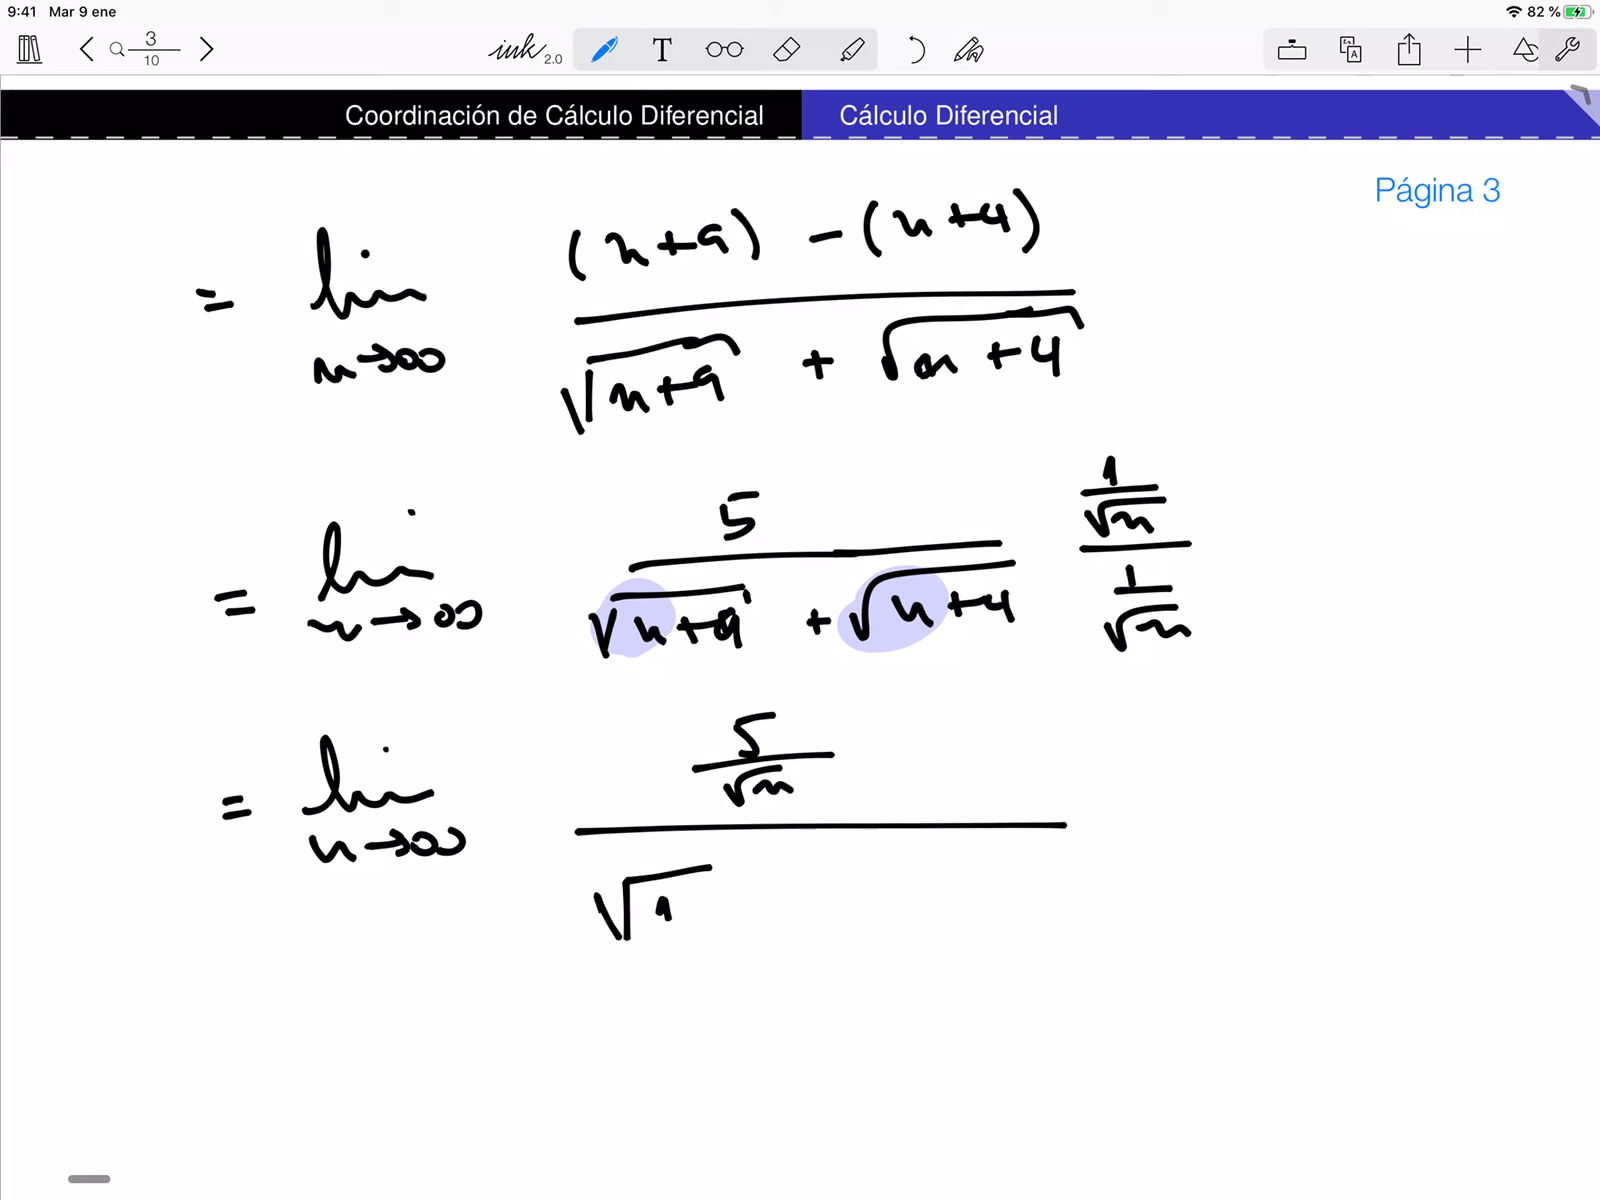 9:41 Mar 9 ene 82 %
3
10
ink 2.0 T
Coordinación de Cálculo Diferencial Cálculo Diferencial
Página 3
(n+9) - (n+4)
= lim
n→∞
√n+9 + √n+4
1
√n
5
= lim
n→∞
√n+9 + √n+4
1
√n
5
√n
= lim
n→∞
√1